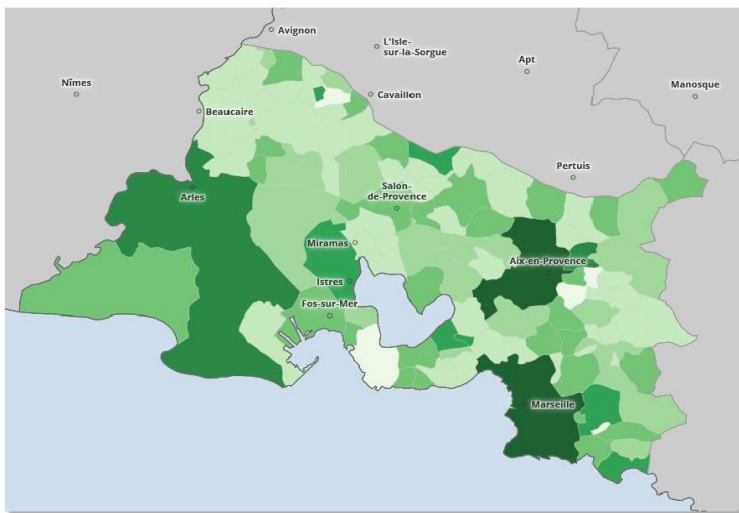 Avignon
L'Isle-
sur-la-Sorgue
Apt
Nîmes
Manosque
Cavaillon
Beaucaire
Pertuis
Arles
Salon-
de-Provence
Miramas
Aix-en-Provence
Istres
Fos-sur-Mer
Marseille